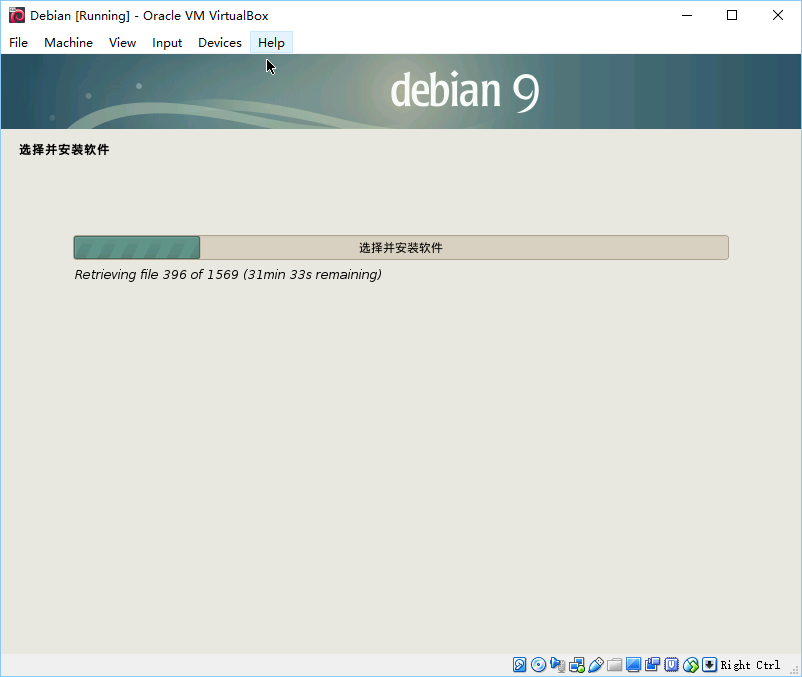 Debian [Running] - Oracle VM VirtualBox
File Machine View Input Devices Help
debian 9
选择并安装软件
选择并安装软件
Retrieving file 396 of 1569 (31min 33s remaining)
Right Ctrl